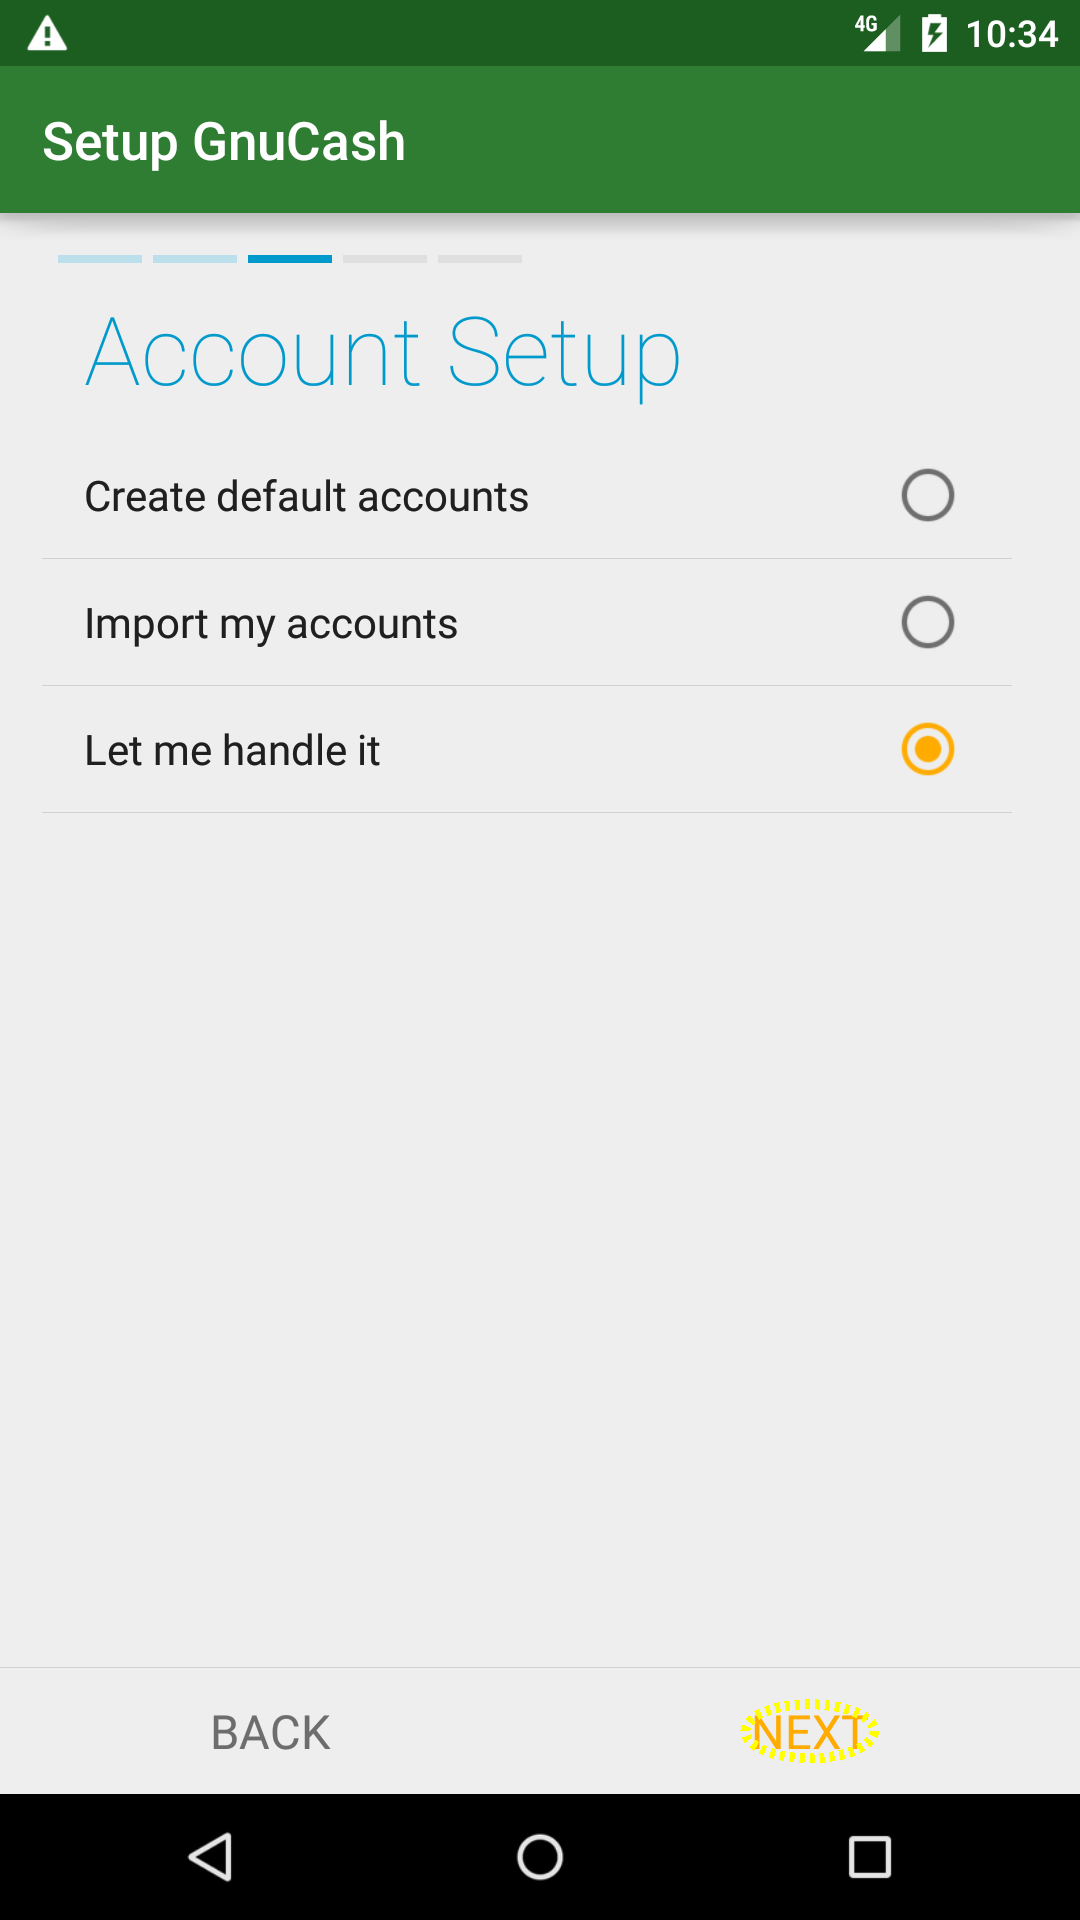 4G 10:34
Setup GnuCash
Account Setup
Create default accounts
Import my accounts
Let me handle it
BACK NEXT